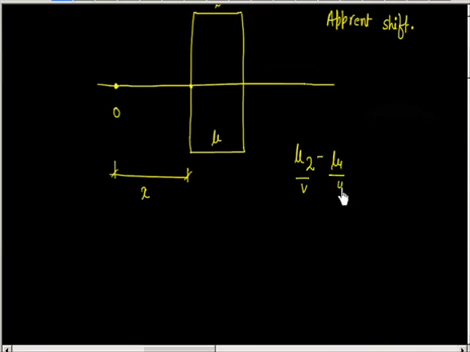 Apprent shift.
O
μ
x
μ2/v - μ1/u